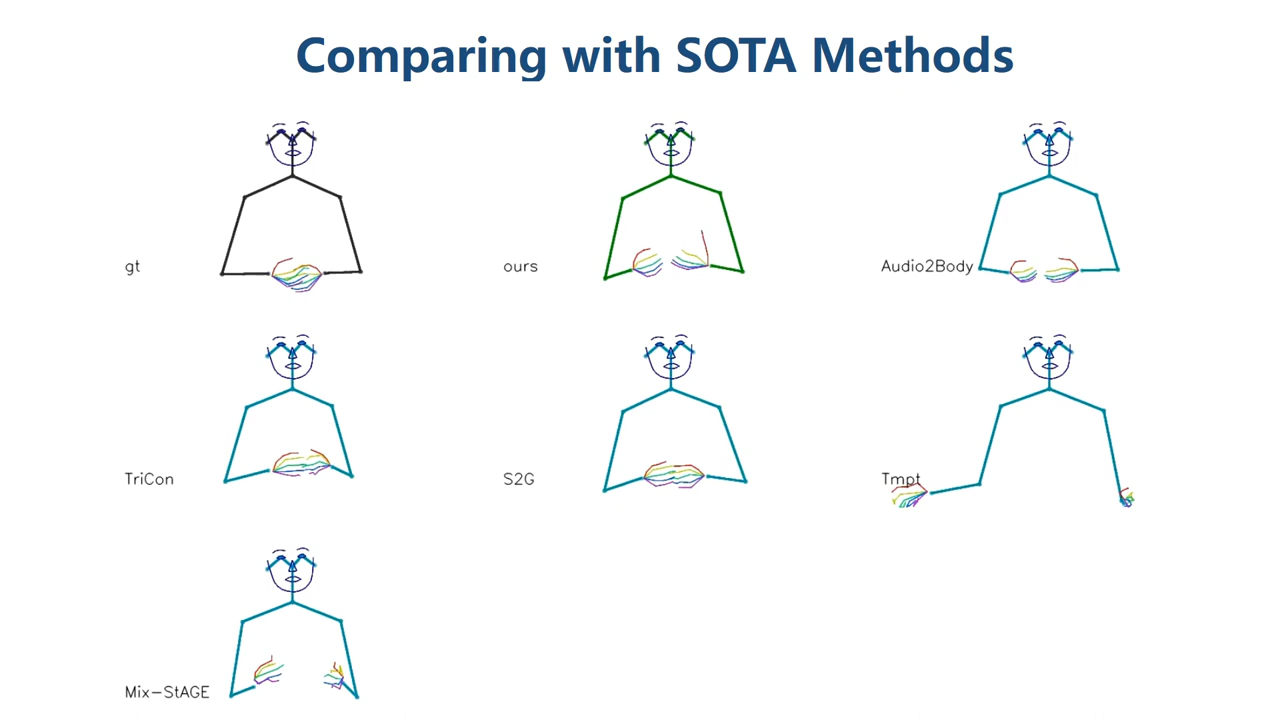 Comparing with SOTA Methods
gt
ours
Audio2Body
TriCon
S2G
Tmpt
Mix-StAGE